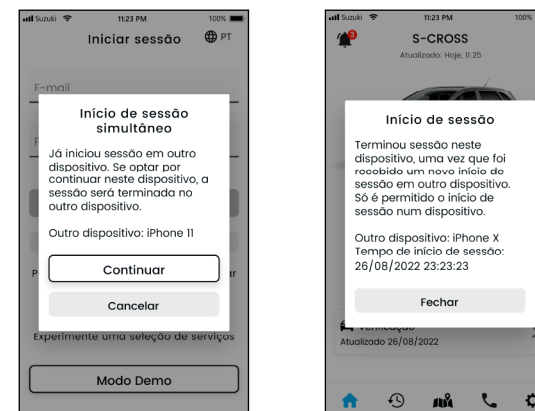 Suzuki 11:23 PM 100%
Iniciar sessão PT
E-mail
Início de sessão
simultâneo
Já iniciou sessão em outro
dispositivo. Se optar por
continuar neste dispositivo, a
sessão será terminada no
outro dispositivo.
Outro dispositivo: iPhone 11
Continuar
Cancelar
Experimente uma seleção de serviços
Modo Demo
Suzuki 11:23 PM 100%
3 S-CROSS
Atualizado: Hoje, 11:25
Início de sessão
Terminou sessão neste
dispositivo, uma vez que foi
recebido um novo início de
sessão em outro dispositivo.
Só é permitido o início de
sessão num dispositivo.
Outro dispositivo: iPhone X
Tempo de início de sessão:
26/08/2022 23:23:23
Fechar
Verificação
Atualizado 26/08/2022